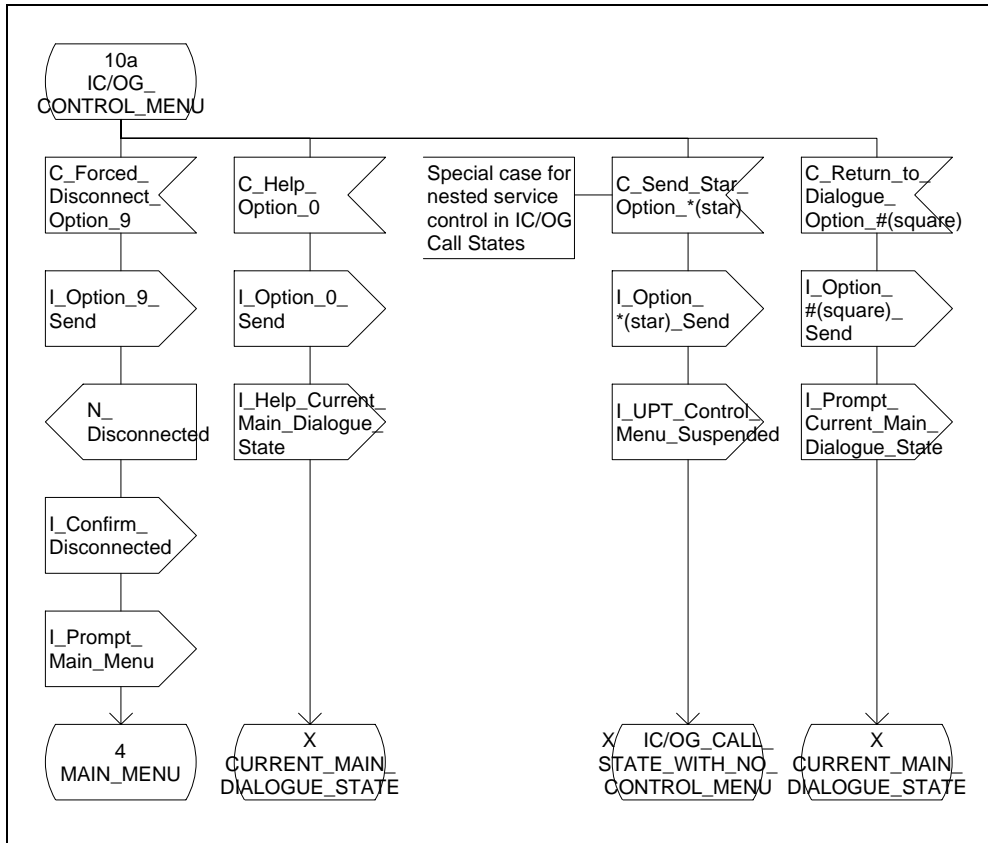 10a
IC/OG_
CONTROL_MENU
C_Forced_
Disconnect_
Option_9
C_Help_
Option_0
Special case for
nested service
control in IC/OG
Call States
C_Send_Star_
Option_*(star)
C_Return_to_
Dialogue_
Option_#(square)
I_Option_9_
Send
I_Option_0_
Send
I_Option_
*(star)_Send
I_Option_
#(square)_
Send
N_
Disconnected
I_Help_Current_
Main_Dialogue_
State
I_UPT_Control_
Menu_Suspended
I_Prompt_
Current_Main_
Dialogue_State
I_Confirm_
Disconnected
I_Prompt_
Main_Menu
4
MAIN_MENU
X
CURRENT_MAIN_
DIALOGUE_STATE
X IC/OG_CALL_
STATE_WITH_NO_
CONTROL_MENU
X
CURRENT_MAIN_
DIALOGUE_STATE